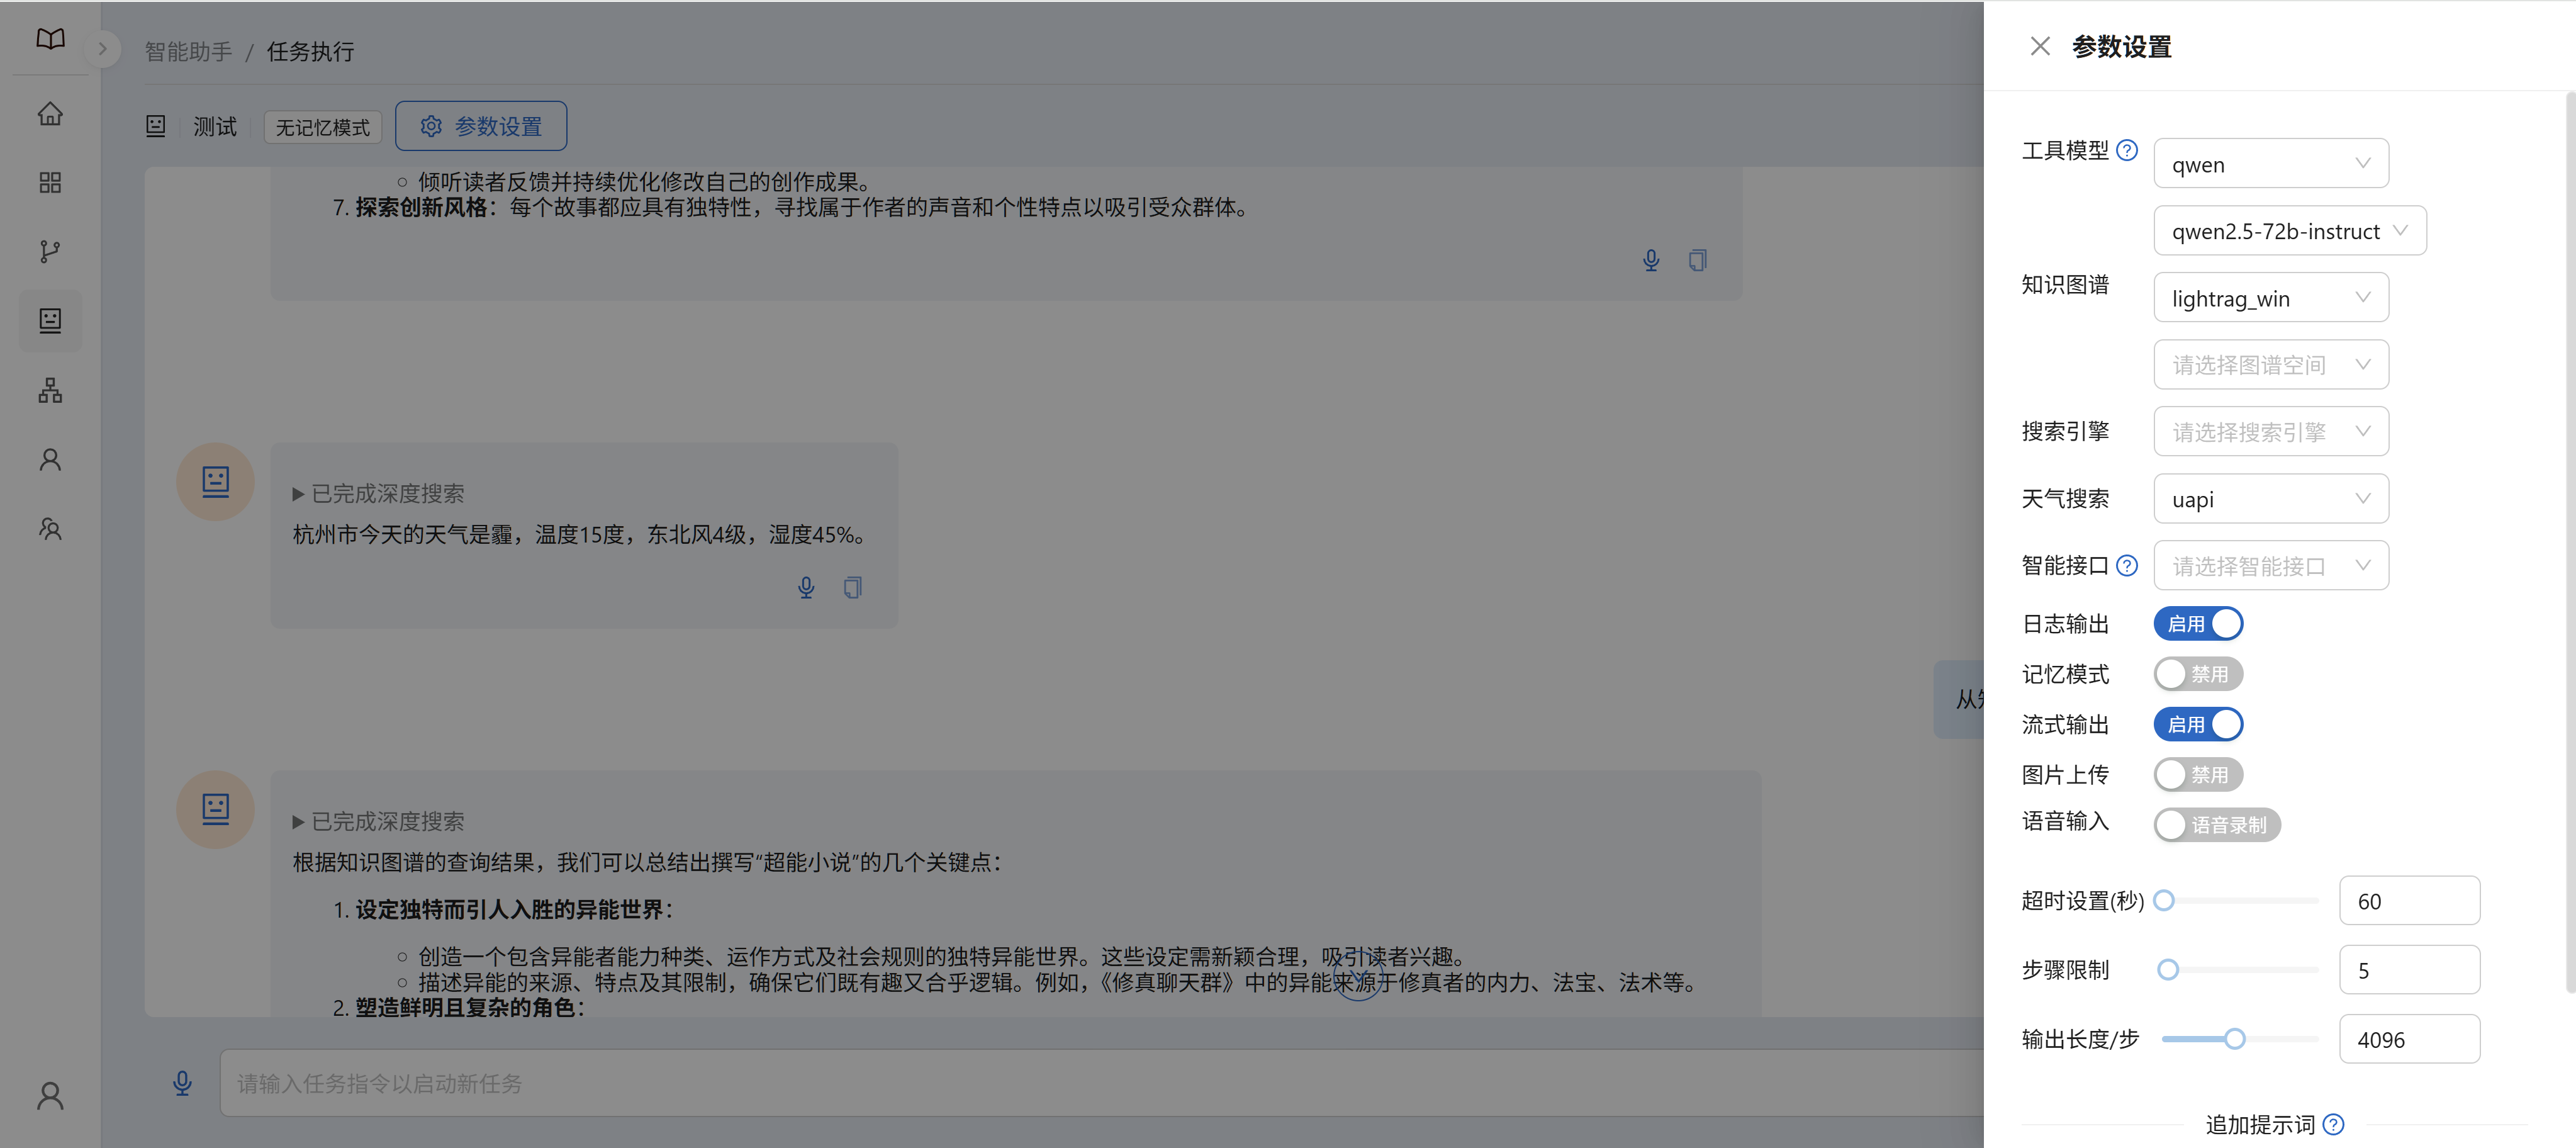 智能助手 / 任务执行
测试
无记忆模式
参数设置
倾听读者反馈并持续优化修改自己的创作成果。
7. 探索创新风格：每个故事都应具有独特性，寻找属于作者的声音和个性特点以吸引受众群体。
已完成深度搜索
杭州市今天的天气是霾，温度15度，东北风4级，湿度45%。
从知
已完成深度搜索
根据知识图谱的查询结果，我们可以总结出撰写“超能小说”的几个关键点：
1. 设定独特而引人入胜的异能世界：
创造一个包含异能者能力种类、运作方式及社会规则的独特异能世界。这些设定需新颖合理，吸引读者兴趣。
描述异能的来源、特点及其限制，确保它们既有趣又合乎逻辑。例如，《修真聊天群》中的异能来源于修真者的内力、法宝、法术等。
2. 塑造鲜明且复杂的角色：
请输入任务指令以启动新任务
参数设置
工具模型 ?
qwen
qwen2.5-72b-instruct
知识图谱
lightrag_win
请选择图谱空间
搜索引擎
请选择搜索引擎
天气搜索
uapi
智能接口 ?
请选择智能接口
日志输出
启用
记忆模式
禁用
流式输出
启用
图片上传
禁用
语音输入
语音录制
超时设置(秒)
60
步骤限制
5
输出长度/步
4096
追加提示词 ?